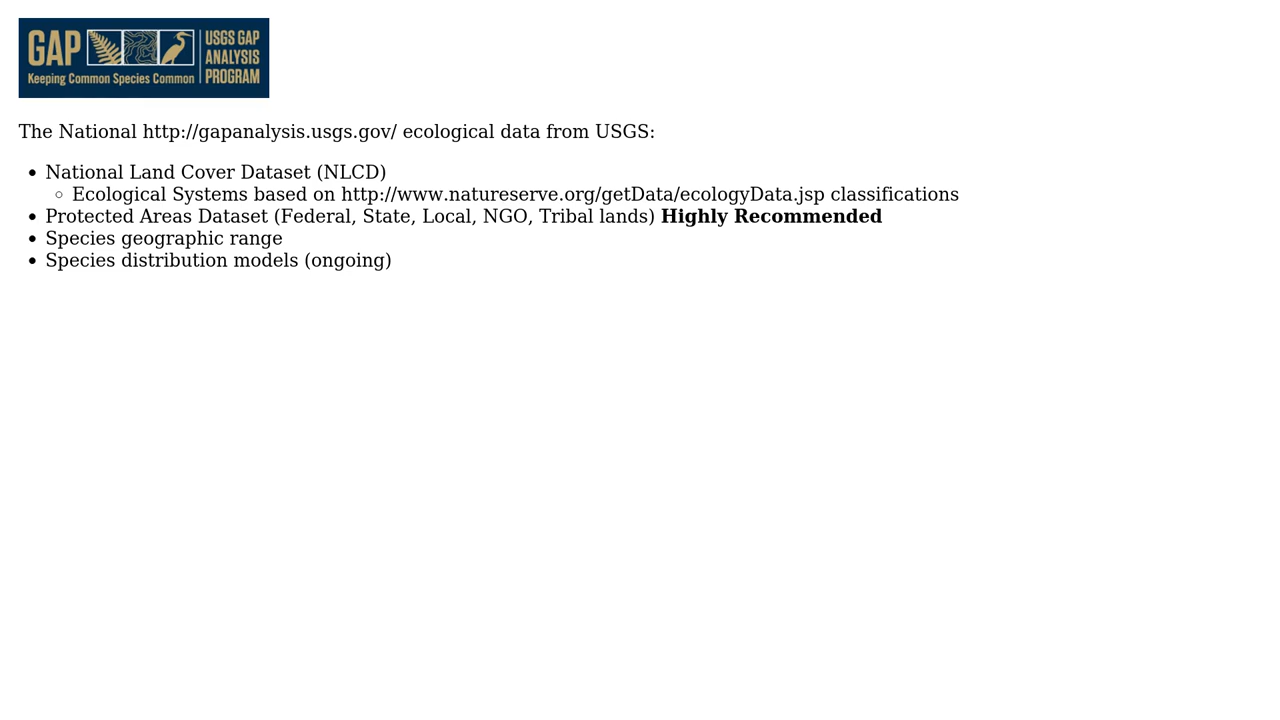 GAP
Keeping Common Species Common
USGS GAP
ANALYSIS
PROGRAM
The National http://gapanalysis.usgs.gov/ ecological data from USGS:
• National Land Cover Dataset (NLCD)
◦ Ecological Systems based on http://www.natureserve.org/getData/ecologyData.jsp classifications
• Protected Areas Dataset (Federal, State, Local, NGO, Tribal lands) Highly Recommended
• Species geographic range
• Species distribution models (ongoing)